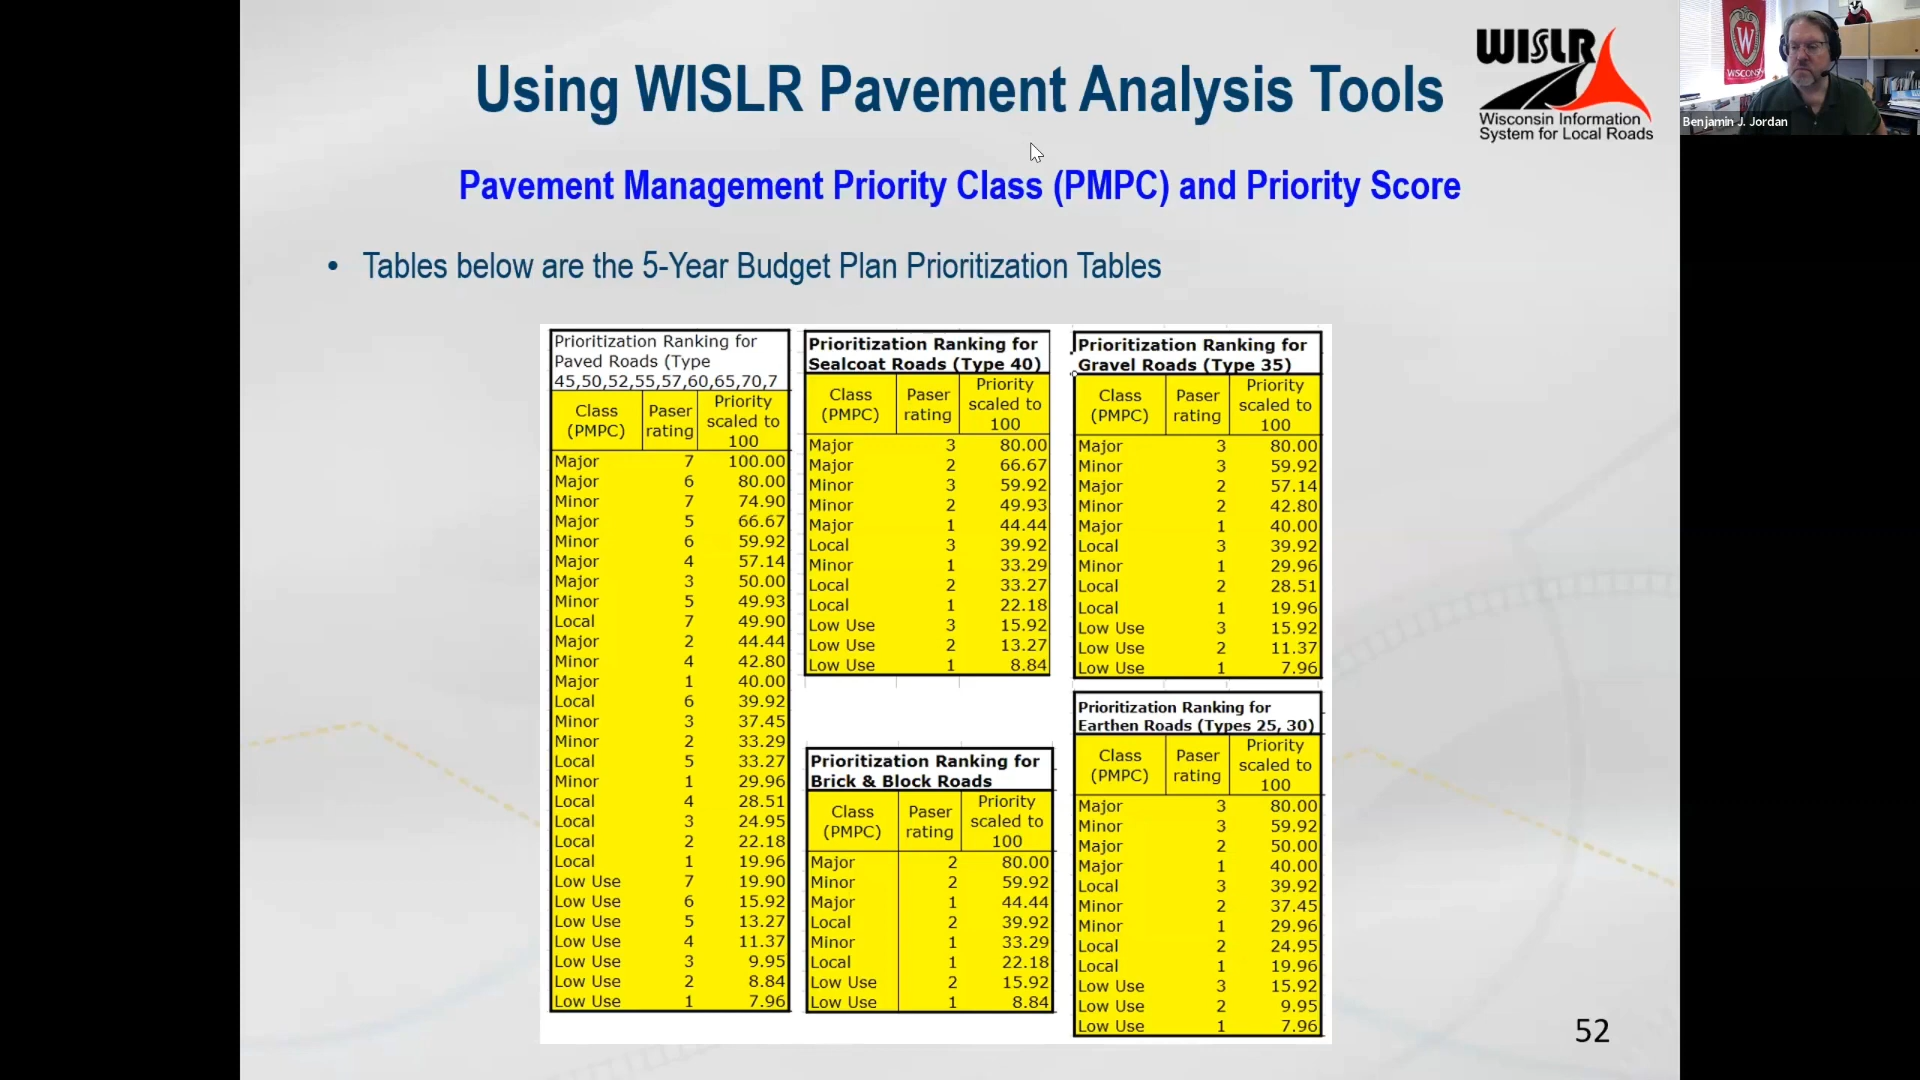 Using WISLR Pavement Analysis Tools
WISLR
Wisconsin Information
System for Local Roads
WISCONSIN
Benjamin J. Jordan
Pavement Management Priority Class (PMPC) and Priority Score
• Tables below are the 5-Year Budget Plan Prioritization Tables
Prioritization Ranking for
Paved Roads (Type
45,50,52,55,57,60,65,70,7
Class (PMPC) Paser rating Priority scaled to 100
Major 7 100.00
Major 6 80.00
Minor 7 74.90
Major 5 66.67
Minor 6 59.92
Major 4 57.14
Major 3 50.00
Minor 5 49.93
Local 7 49.90
Major 2 44.44
Minor 4 42.80
Major 1 40.00
Local 6 39.92
Minor 3 37.45
Minor 2 33.29
Local 5 33.27
Minor 1 29.96
Local 4 28.51
Local 3 24.95
Local 2 22.18
Local 1 19.96
Low Use 7 19.90
Low Use 6 15.92
Low Use 5 13.27
Low Use 4 11.37
Low Use 3 9.95
Low Use 2 8.84
Low Use 1 7.96
Prioritization Ranking for
Sealcoat Roads (Type 40)
Class (PMPC) Paser rating Priority scaled to 100
Major 3 80.00
Major 2 66.67
Minor 3 59.92
Minor 2 49.93
Major 1 44.44
Local 3 39.92
Minor 1 33.29
Local 2 33.27
Local 1 22.18
Low Use 3 15.92
Low Use 2 13.27
Low Use 1 8.84
Prioritization Ranking for
Brick & Block Roads
Class (PMPC) Paser rating Priority scaled to 100
Major 2 80.00
Minor 2 59.92
Major 1 44.44
Local 2 39.92
Minor 1 33.29
Local 1 22.18
Low Use 2 15.92
Low Use 1 8.84
Prioritization Ranking for
Gravel Roads (Type 35)
Class (PMPC) Paser rating Priority scaled to 100
Major 3 80.00
Minor 3 59.92
Major 2 57.14
Minor 2 42.80
Major 1 40.00
Local 3 39.92
Minor 1 29.96
Local 2 28.51
Local 1 19.96
Low Use 3 15.92
Low Use 2 11.37
Low Use 1 7.96
Prioritization Ranking for
Earthen Roads (Types 25, 30)
Class (PMPC) Paser rating Priority scaled to 100
Major 3 80.00
Minor 3 59.92
Major 2 50.00
Major 1 40.00
Local 3 39.92
Minor 2 37.45
Minor 1 29.96
Local 2 24.95
Local 1 19.96
Low Use 3 15.92
Low Use 2 9.95
Low Use 1 7.96
52